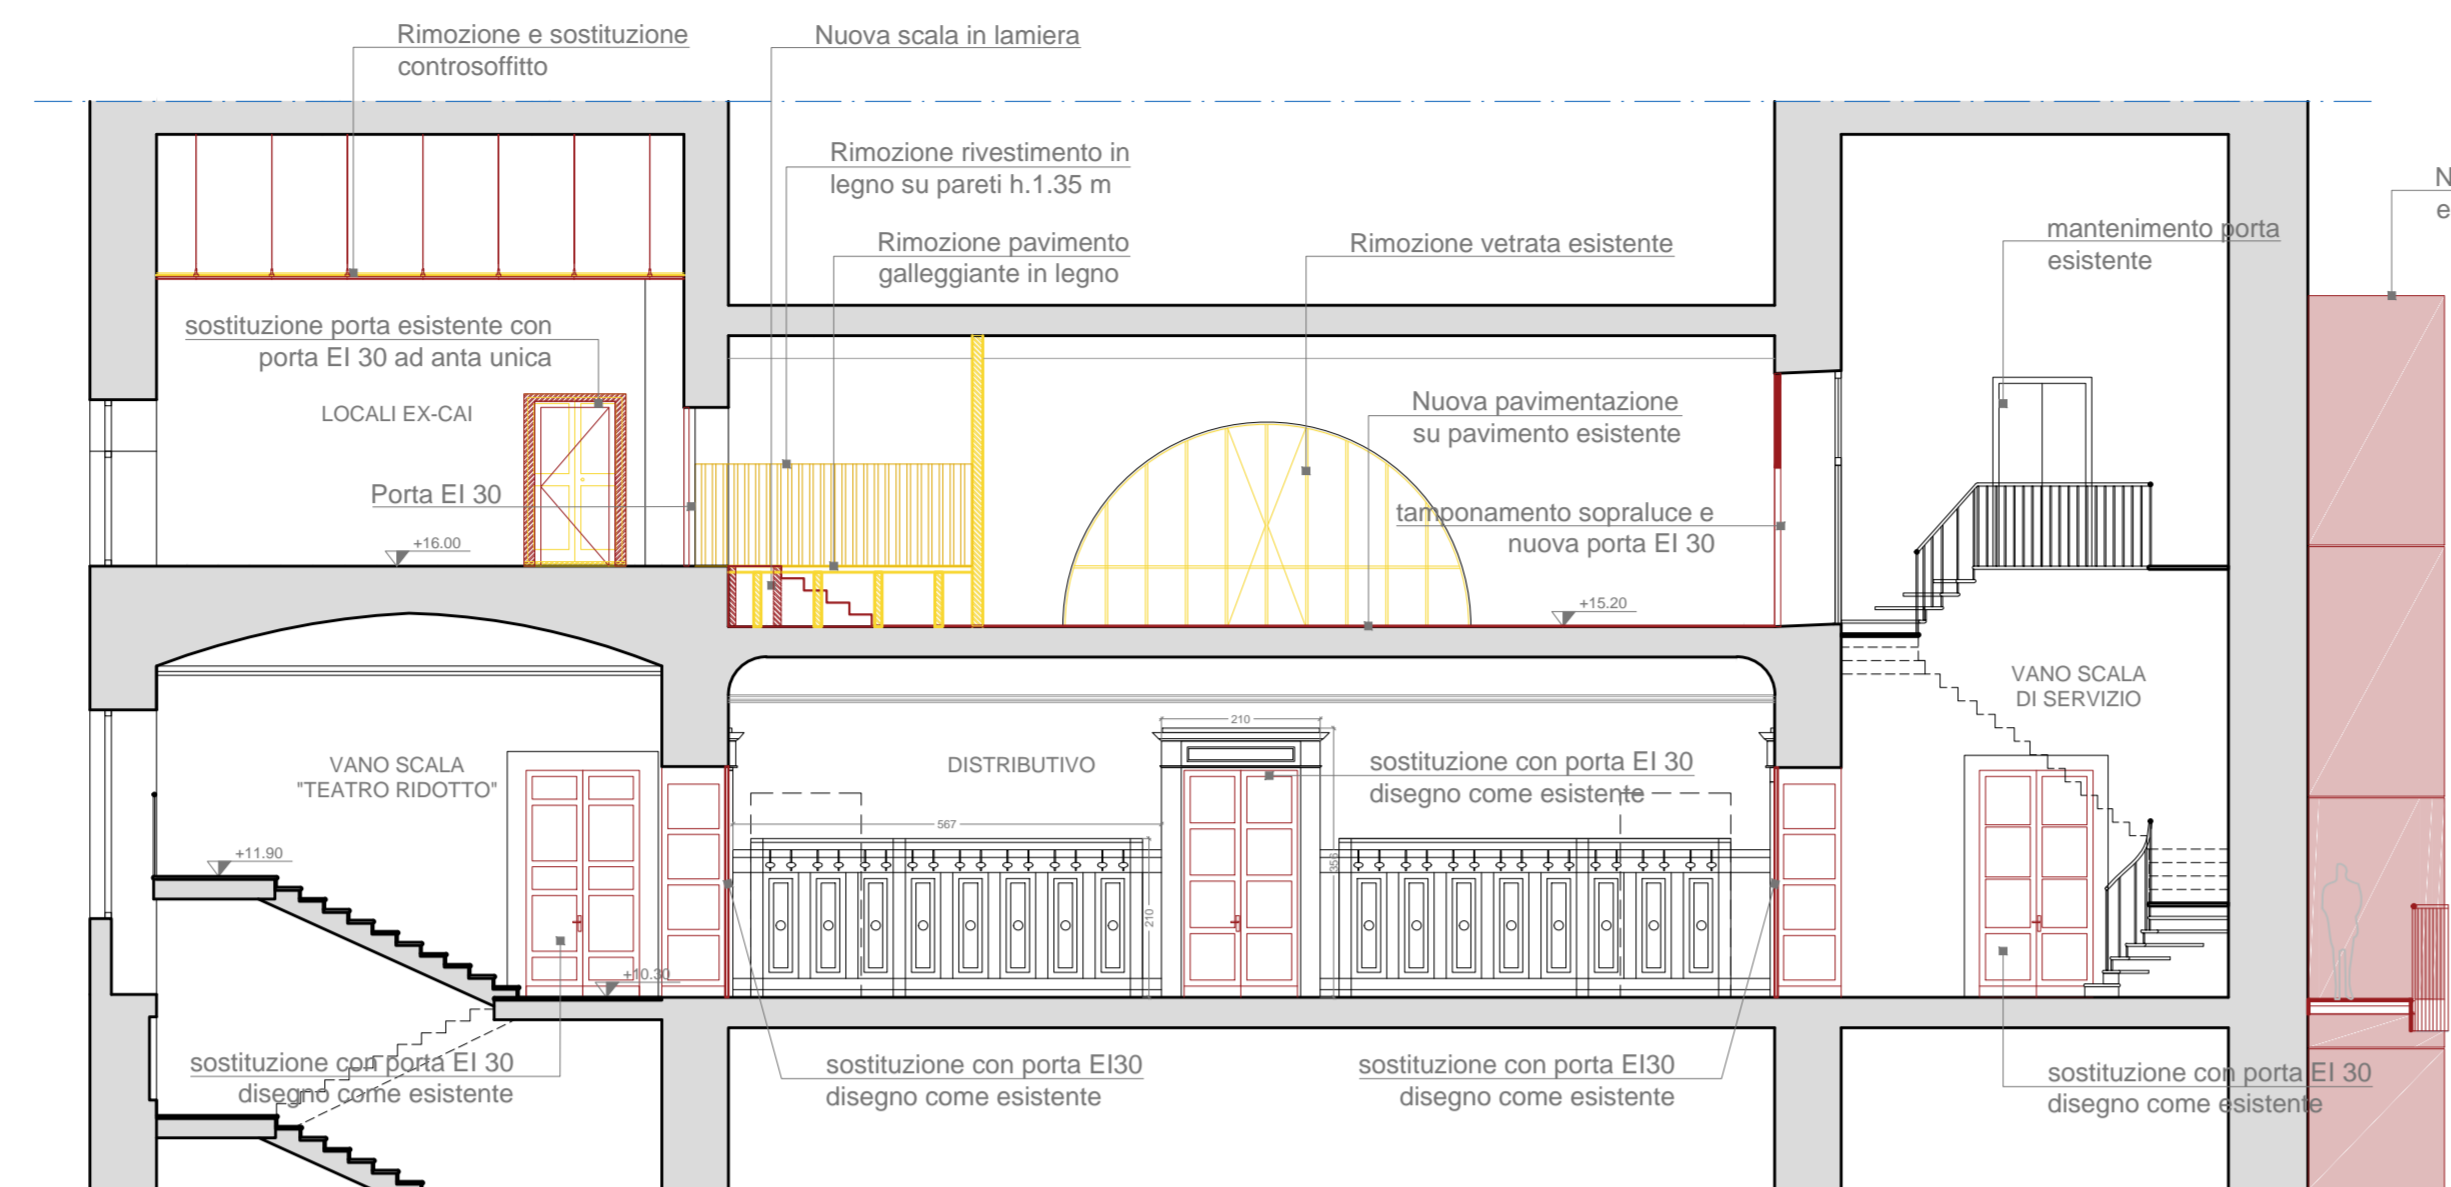 Rimozione e sostituzione
controsoffitto
Nuova scala in lamiera
Rimozione rivestimento in
legno su pareti h.1.35 m
N
e
mantenimento porta
esistente
Rimozione pavimento
galleggiante in legno
Rimozione vetrata esistente
sostituzione porta esistente con
porta EI 30 ad anta unica
LOCALI EX-CAI
Nuova pavimentazione
su pavimento esistente
Porta EI 30
tamponamento sopraluce e
nuova porta EI 30
+16.00
+15.20
VANO SCALA
DI SERVIZIO
210
VANO SCALA
"TEATRO RIDOTTO"
DISTRIBUTIVO
sostituzione con porta EI 30
disegno come esistente
567
+11.90
355
210
+10.30
sostituzione con porta EI 30
disegno come esistente
sostituzione con porta EI30
disegno come esistente
sostituzione con porta EI30
disegno come esistente
sostituzione con porta EI 30
disegno come esistente